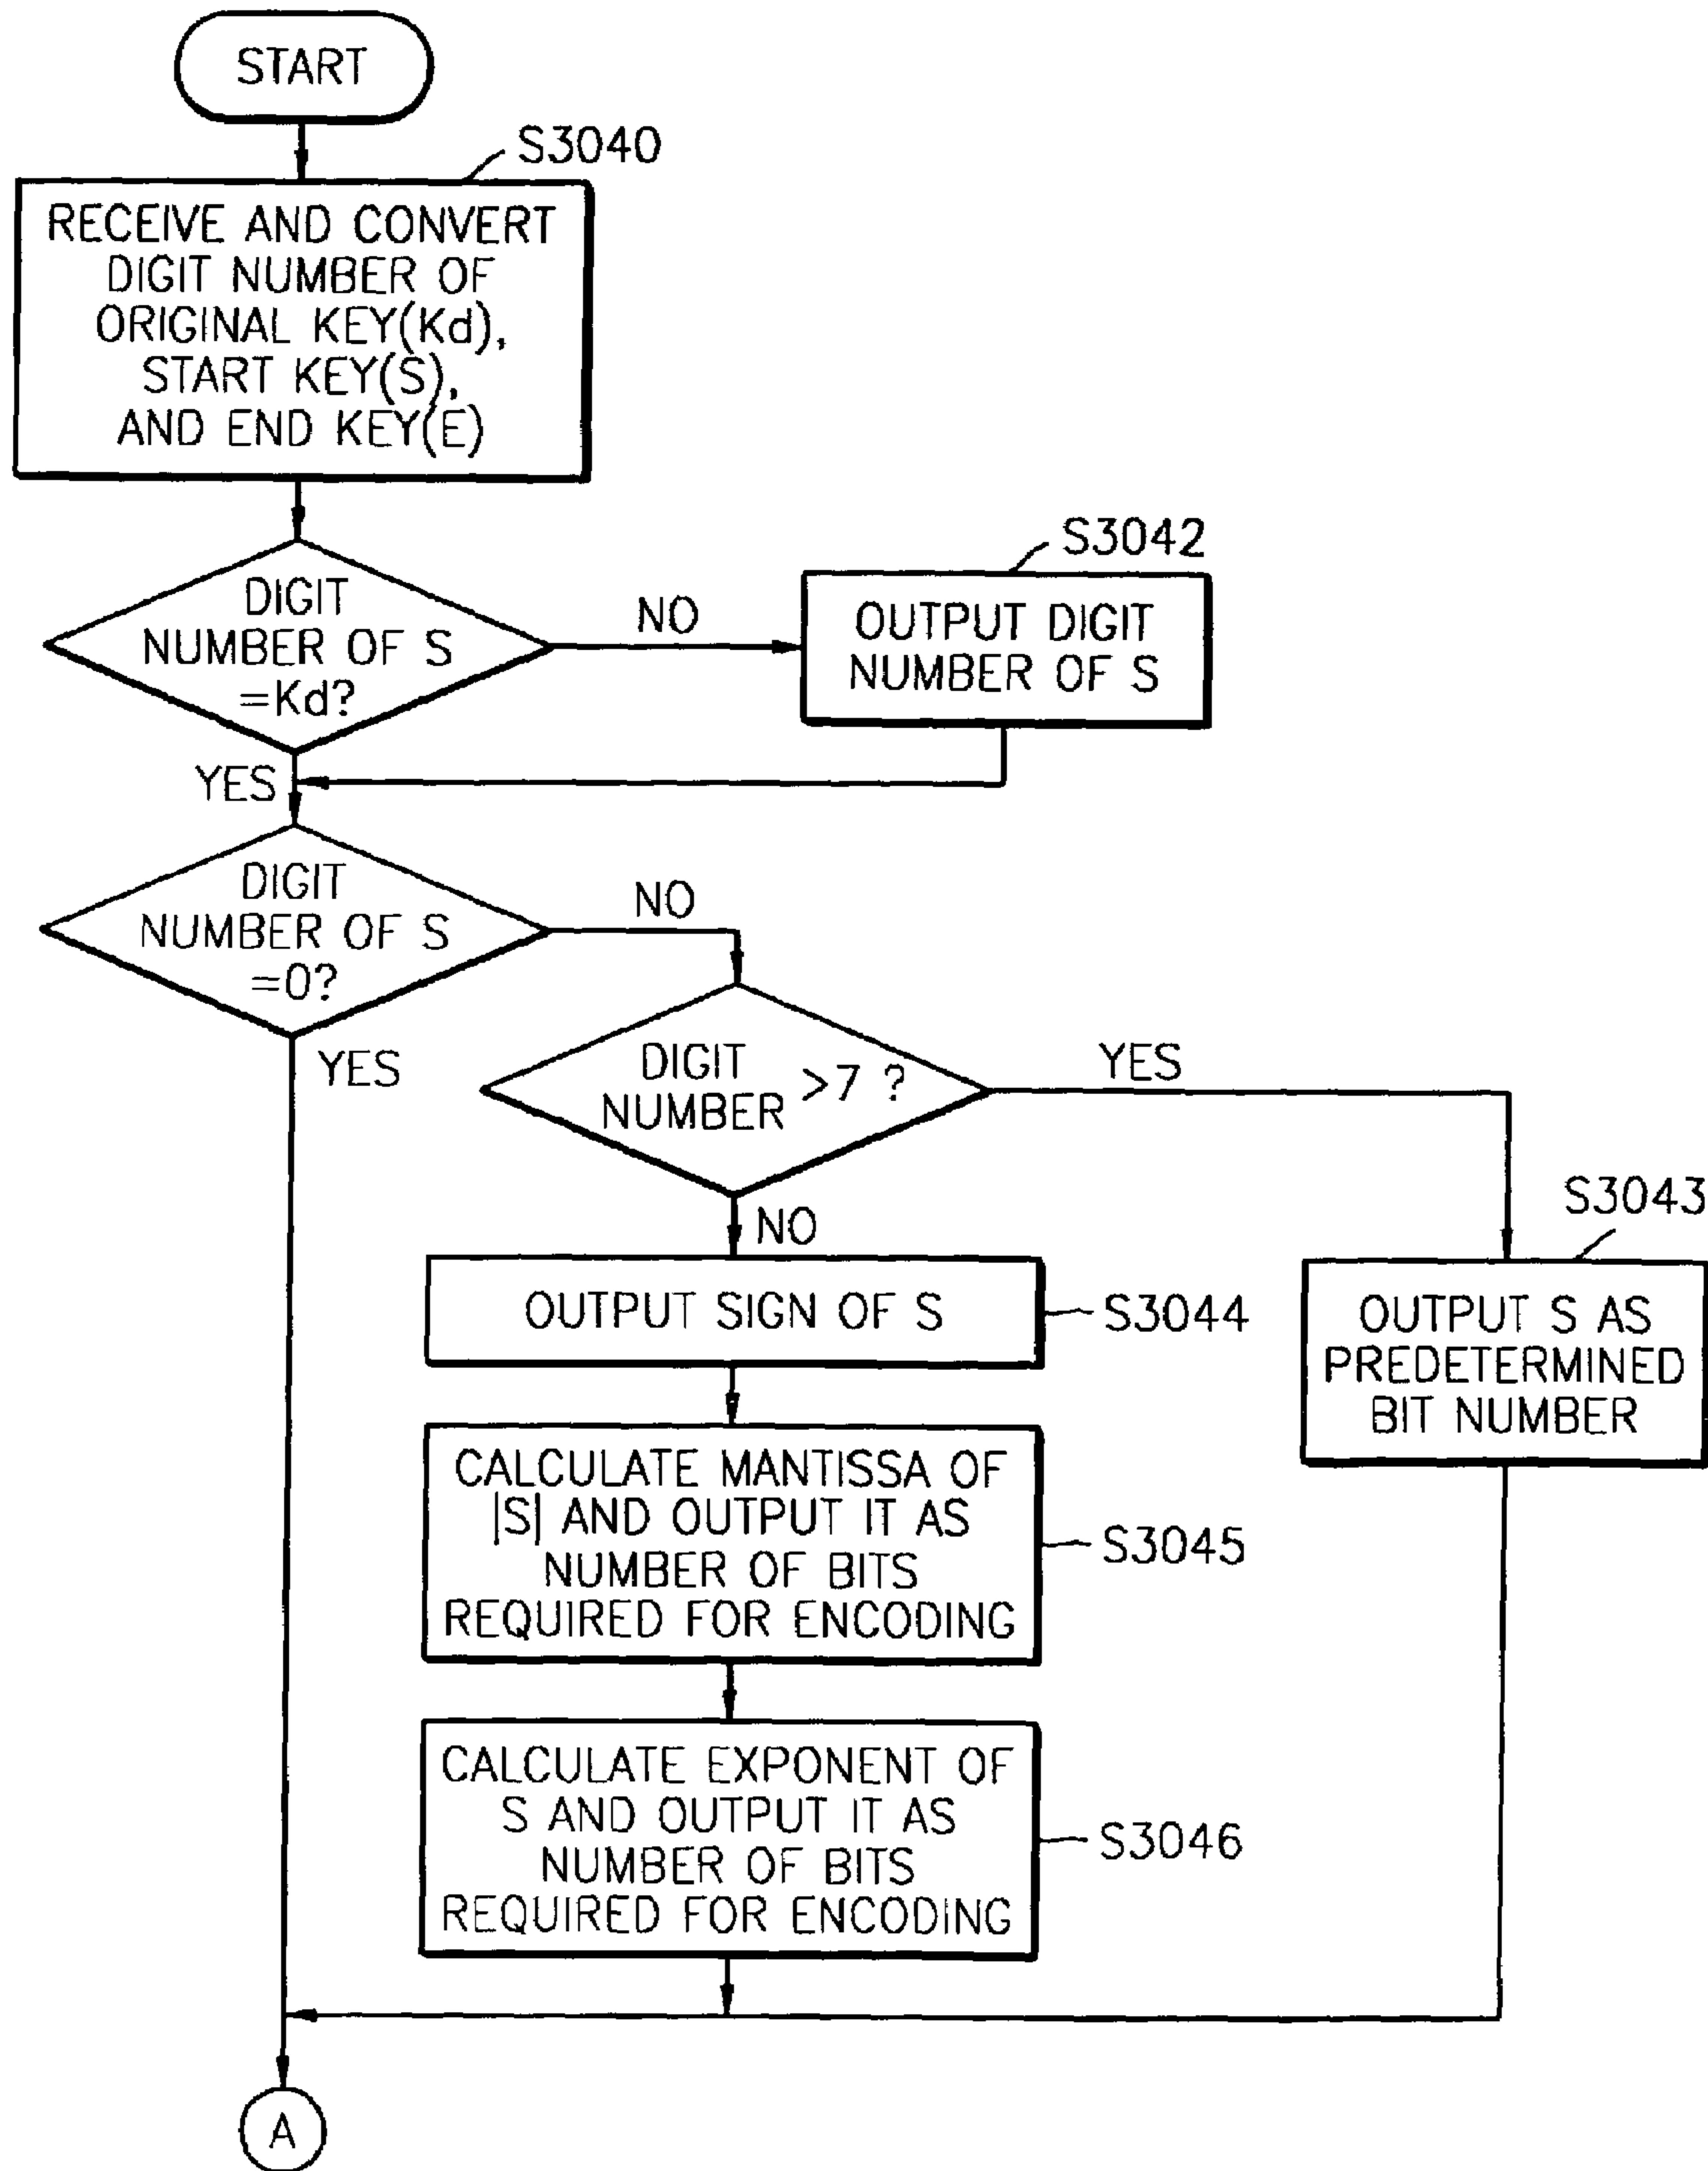 START
S3040
RECEIVE AND CONVERT
DIGIT NUMBER OF
ORIGINAL KEY(Kd),
START KEY(S),
AND END KEY(E)
DIGIT
NUMBER OF S
=Kd?
NO
S3042
OUTPUT DIGIT
NUMBER OF S
YES
DIGIT
NUMBER OF S
=0?
NO
YES
DIGIT
NUMBER >7 ?
YES
NO
S3043
OUTPUT S AS
PREDETERMINED
BIT NUMBER
OUTPUT SIGN OF S
S3044
CALCULATE MANTISSA OF
|S| AND OUTPUT IT AS
NUMBER OF BITS
REQUIRED FOR ENCODING
S3045
CALCULATE EXPONENT OF
S AND OUTPUT IT AS
NUMBER OF BITS
REQUIRED FOR ENCODING
S3046
A